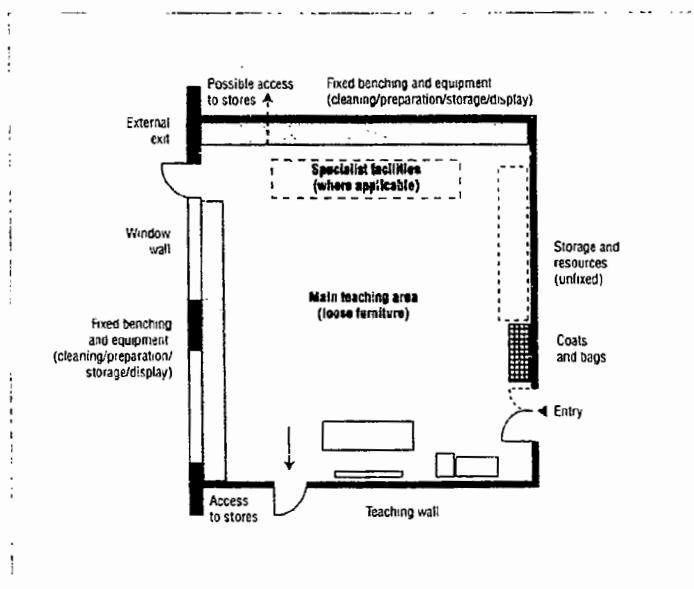 Possible access
to stores
Fixed benching and equipment
(cleaning/preparation/storage/display)
External
exit
Specialist facilities
(where applicable)
Window
wall
Storage and
resources
(unfixed)
Main teaching area
(loose furniture)
Fixed benching
and equipment
(cleaning/preparation/
storage/display)
Coats
and bags
Entry
Access
to stores
Teaching wall